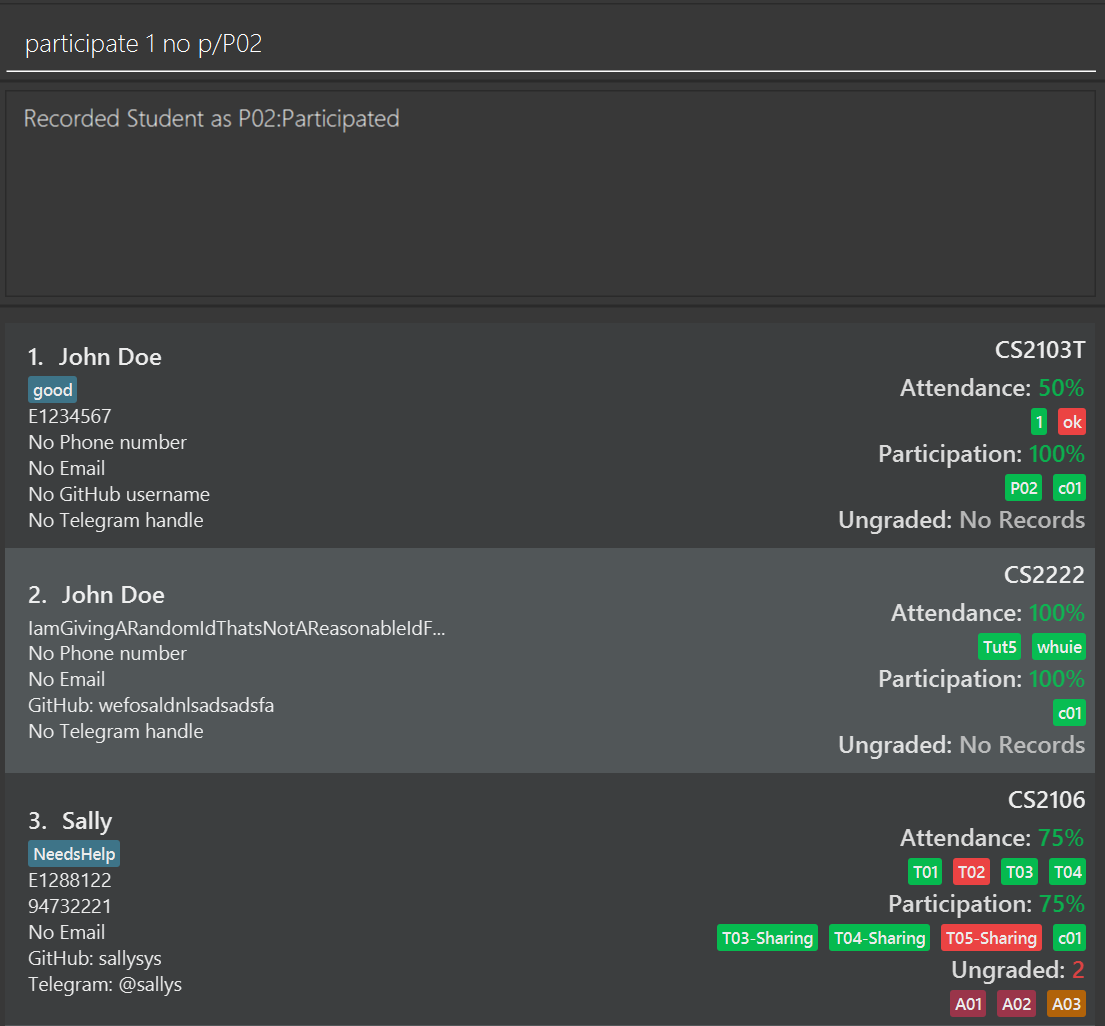 participate 1 no p/P02
Recorded Student as P02:Participated
1. John Doe
good
E1234567
No Phone number
No Email
No GitHub username
No Telegram handle
CS2103T
Attendance: 50%
1 ok
Participation: 100%
P02 c01
Ungraded: No Records
2. John Doe
IamGivingARandomIdThatsNotAReasonableIdF...
No Phone number
No Email
GitHub: wefosaldnlsadsadsfa
No Telegram handle
CS2222
Attendance: 100%
Tut5 whuie
Participation: 100%
c01
Ungraded: No Records
3. Sally
NeedsHelp
E1288122
94732221
No Email
GitHub: sallysys
Telegram: @sallys
CS2106
Attendance: 75%
T01 T02 T03 T04
Participation: 75%
T03-Sharing T04-Sharing T05-Sharing c01
Ungraded: 2
A01 A02 A03